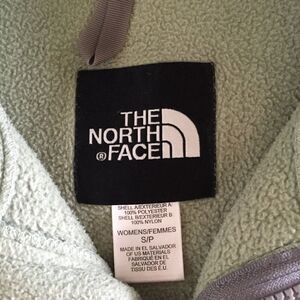 THE
NORTH
® FACE
SHELL A/EXTERIEUR A
100% POLYESTER
SHELL B/EXTERIEUR B
100% NYLON
WOMENS/FEMMES
S/P
MADE IN EL SALVADOR
OF US MATERIALS
FABRIQUÉ EN EL
SALVADOR DE
TISSU DES É.U.